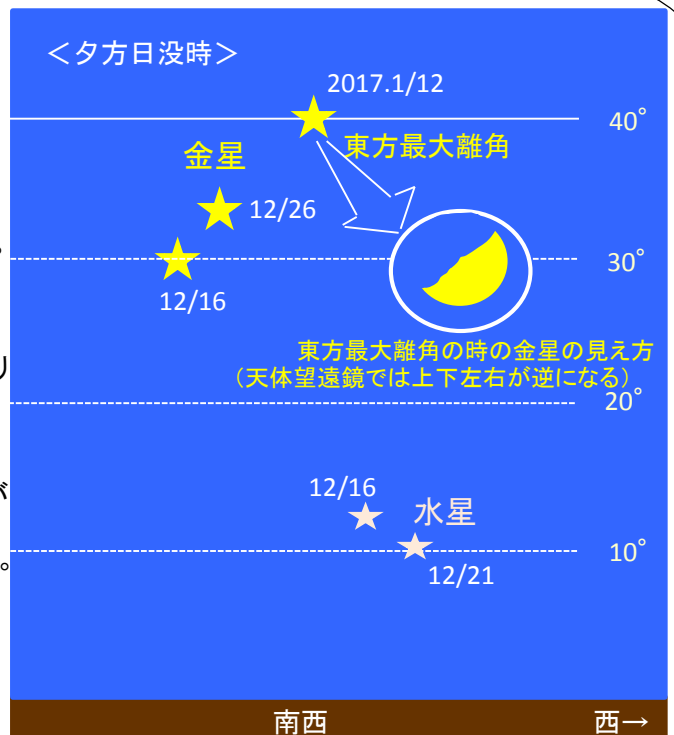 ＜夕方日没時＞
2017.1/12
40°
東方最大離角
金星
12/26
30°
12/16
東方最大離角の時の金星の見え方
（天体望遠鏡では上下左右が逆になる）
20°
り
12/16
水星
が
10°
。
12/21
南西
西→